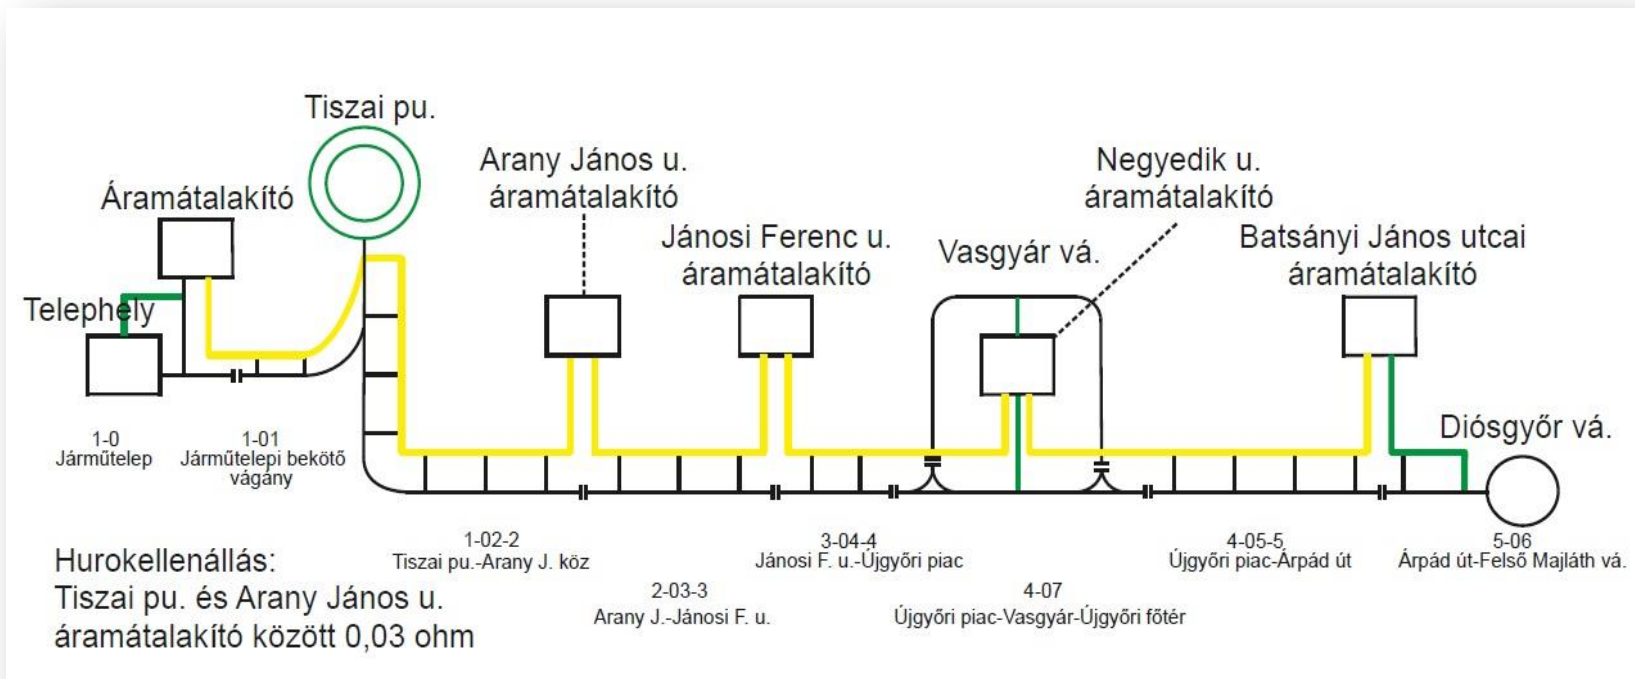 Tiszai pu.
Áramátalakító
Telephely
Arany János u.
áramátalakító
Jánosi Ferenc u.
áramátalakító
Vasgyár vá.
Negyedik u.
áramátalakító
Batsányi János utcai
áramátalakító
Diósgyőr vá.
1-0
Járműtelep
1-01
Járműtelepi bekötő
vágány
1-02-2
Tiszai pu.-Arany J. köz
2-03-3
Arany J.-Jánosi F. u.
3-04-4
Jánosi F. u.-Újgyőri piac
4-07
Újgyőri piac-Vasgyár-Újgyőri főtér
4-05-5
Újgyőri piac-Árpád út
5-06
Árpád út-Felső Majláth vá.
Hurokellenállás:
Tiszai pu. és Arany János u.
áramátalakító között 0,03 ohm